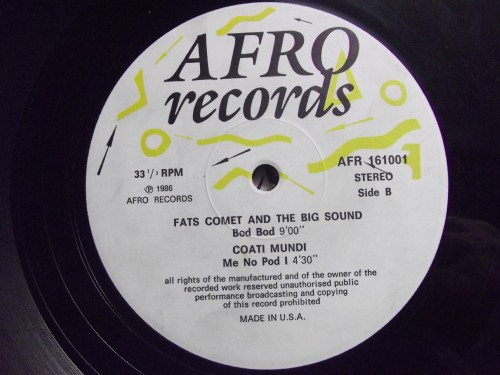 AFRO
records
33 1/3 RPM
℗ 1986
AFRO RECORDS
AFR 161001
STEREO
Side B
FATS COMET AND THE BIG SOUND
Bod Bod 9'00"
COATI MUNDI
Me No Pod I 4'30"
all rights of the manufactured and of the owner of the
recorded work reserved unauthorised public
performance broadcasting and copying
of this record prohibited
MADE IN U.S.A.